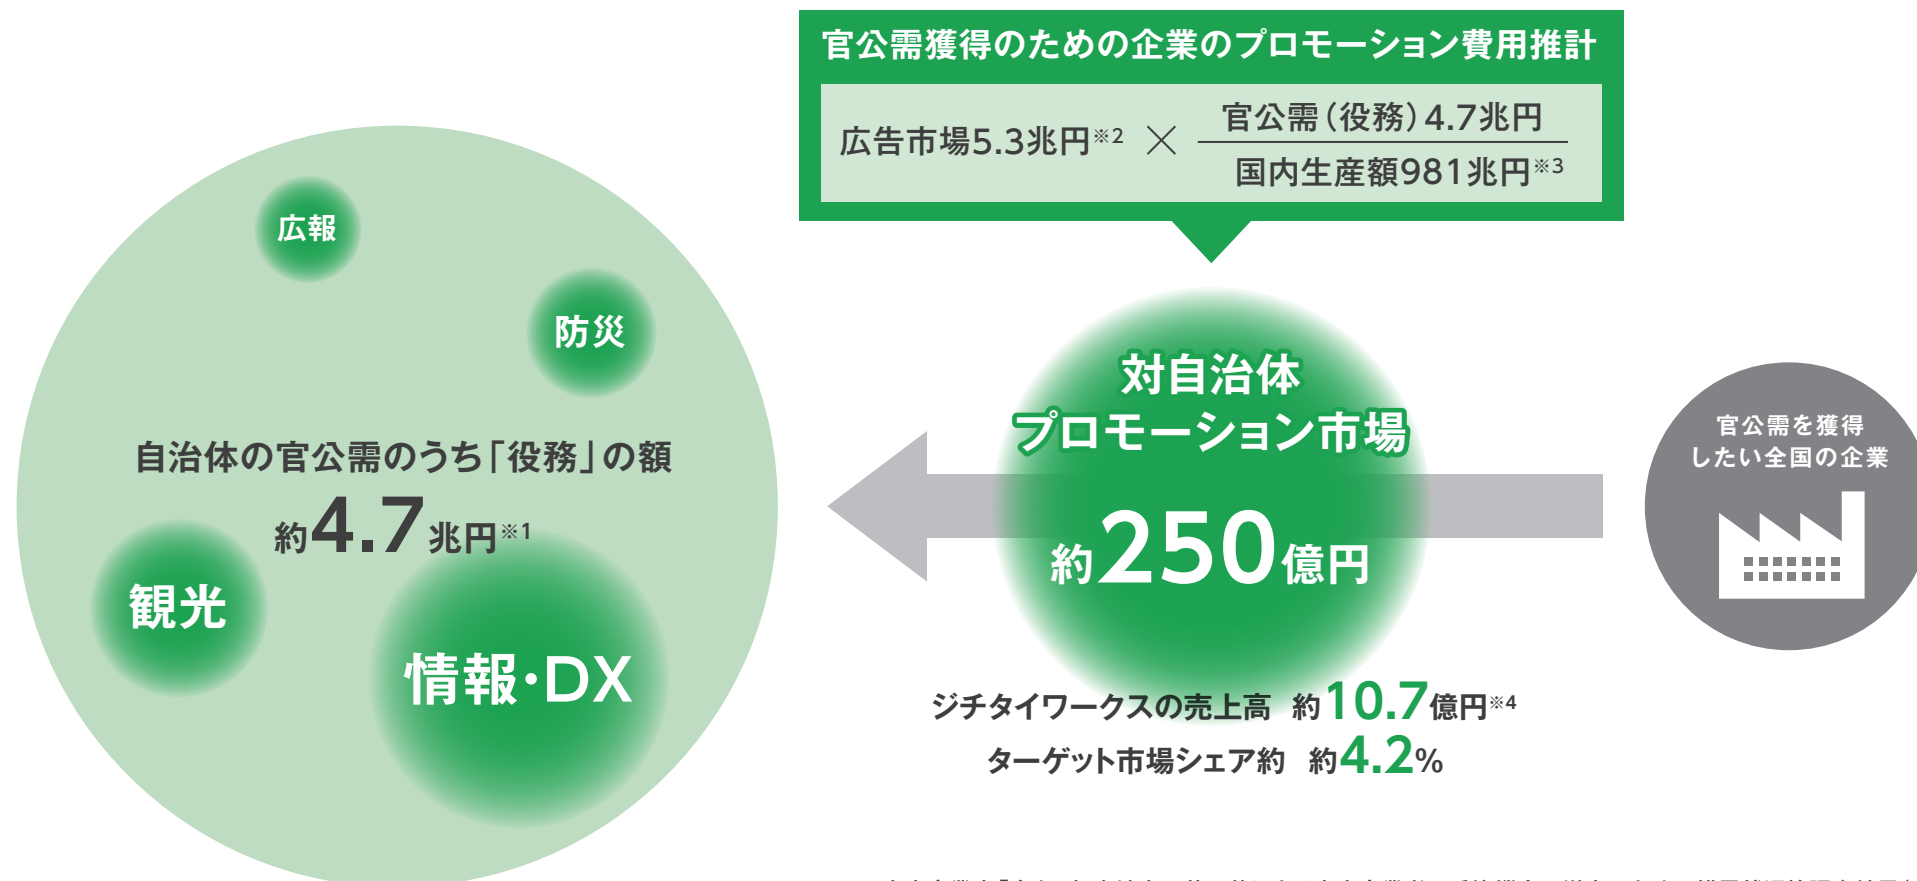 官公需獲得のための企業のプロモーション費用推計
広告市場5.3兆円※2 × 官公需(役務)4.7兆円
国内生産額981兆円※3
広報
防災
自治体の官公需のうち「役務」の額
約4.7兆円※1
観光
情報・DX
対自治体
プロモーション市場
約250億円
官公需を獲得
したい全国の企業
ジチタイワークスの売上高 約10.7億円※4
ターゲット市場シェア約 約4.2%